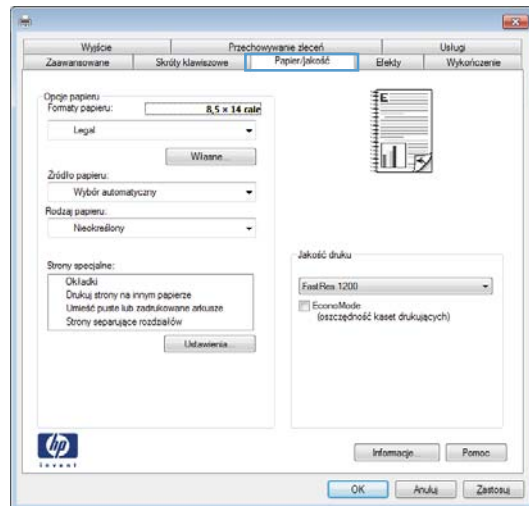 Wyjście Przechowywanie zleceń Usługi
Zaawansowane Skróty klawiszowe Papier/jakość Efekty Wykończenie
Opcje papieru
Formaty papieru: 8,5 × 14 cale
Legal
Własne...
Źródło papieru:
Wybór automatyczny
Rodzaj papieru:
Nieokreślony
Strony specjalne:
Okładki
Drukuj strony na innym papierze
Umieść puste lub zadrukowane arkusze
Strony separujące rozdziałów
Ustawienia...
E
Jakość druku
FastRes 1200
EconoMode
(oszczędność kaset drukujących)
hp
invent
Informacje... Pomoc
OK Anuluj Zastosuj